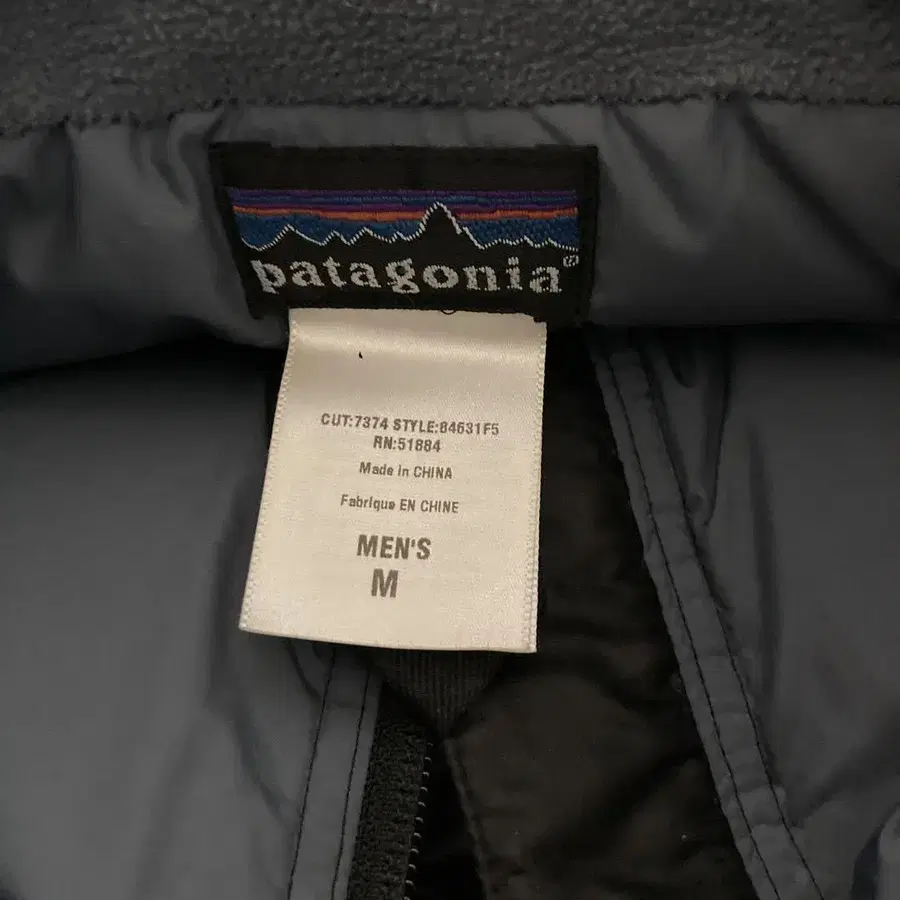 patagonia®
CUT:7374 STYLE:84631F5
RN:51884
Made in CHINA
Fabrique EN CHINE
MEN'S
M